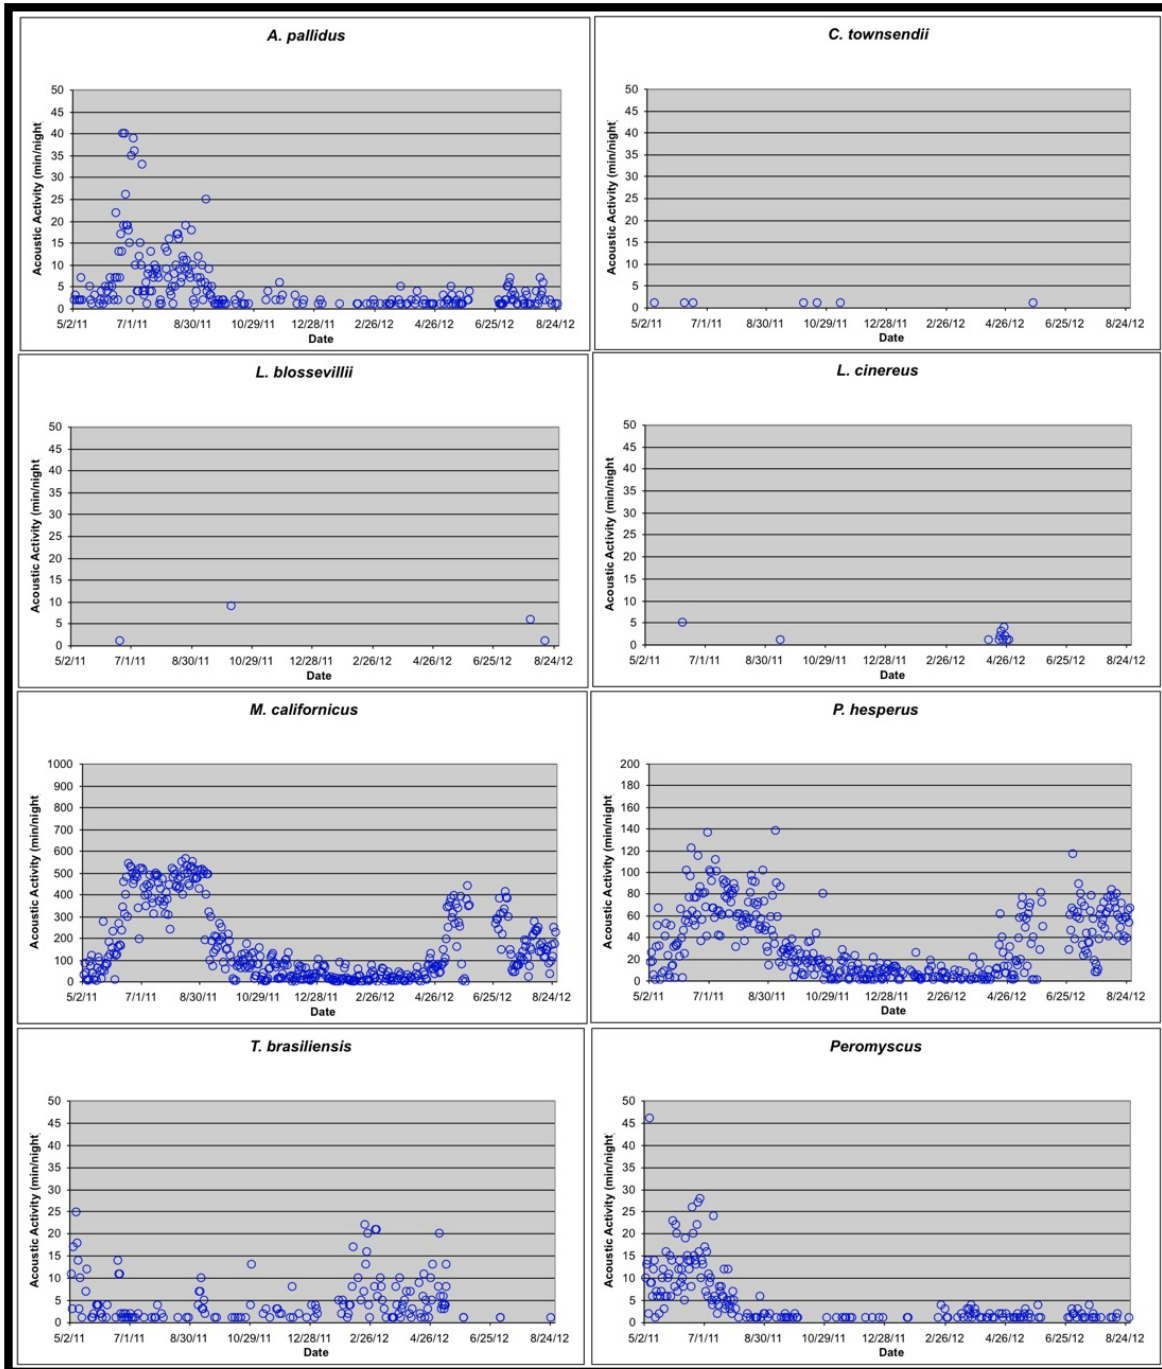 A. pallidus
Acoustic Activity (min/night)
50
45
40
35
30
25
20
15
10
5
0
5/2/11 7/1/11 8/30/11 10/29/11 12/28/11 2/26/12 4/26/12 6/25/12 8/24/12
Date
C. townsendii
Acoustic Activity (min/night)
50
45
40
35
30
25
20
15
10
5
0
5/2/11 7/1/11 8/30/11 10/29/11 12/28/11 2/26/12 4/26/12 6/25/12 8/24/12
Date
L. blossevillii
Acoustic Activity (min/night
50
45
40
35
30
25
20
15
10
5
0
5/2/11 7/1/11 8/30/11 10/29/11 12/28/11 2/26/12 4/26/12 6/25/12 8/24/12
Date
L. cinereus
Acoustic Activity (min/night
50
45
40
35
30
25
20
15
10
5
0
5/2/11 7/1/11 8/30/11 10/29/11 12/28/11 2/26/12 4/26/12 6/25/12 8/24/12
Date
M. californicus
Acoustic Activity (min/night)
1000
900
800
700
600
500
400
300
200
100
0
5/2/11 7/1/11 8/30/11 10/29/11 12/28/11 2/26/12 4/26/12 6/25/12 8/24/12
Date
P. hesperus
Acoustic Activity (min/night)
200
180
160
140
120
100
80
60
40
20
0
5/2/11 7/1/11 8/30/11 10/29/11 12/28/11 2/26/12 4/26/12 6/25/12 8/24/12
Date
T. brasiliensis
Acoustic Activity (min/night)
50
45
40
35
30
25
20
15
10
5
0
5/2/11 7/1/11 8/30/11 10/29/11 12/28/11 2/26/12 4/26/12 6/25/12 8/24/12
Date
Peromyscus
Acoustic Activity (min/night)
50
45
40
35
30
25
20
15
10
5
0
5/2/11 7/1/11 8/30/11 10/29/11 12/28/11 2/26/12 4/26/12 6/25/12 8/24/12
Date